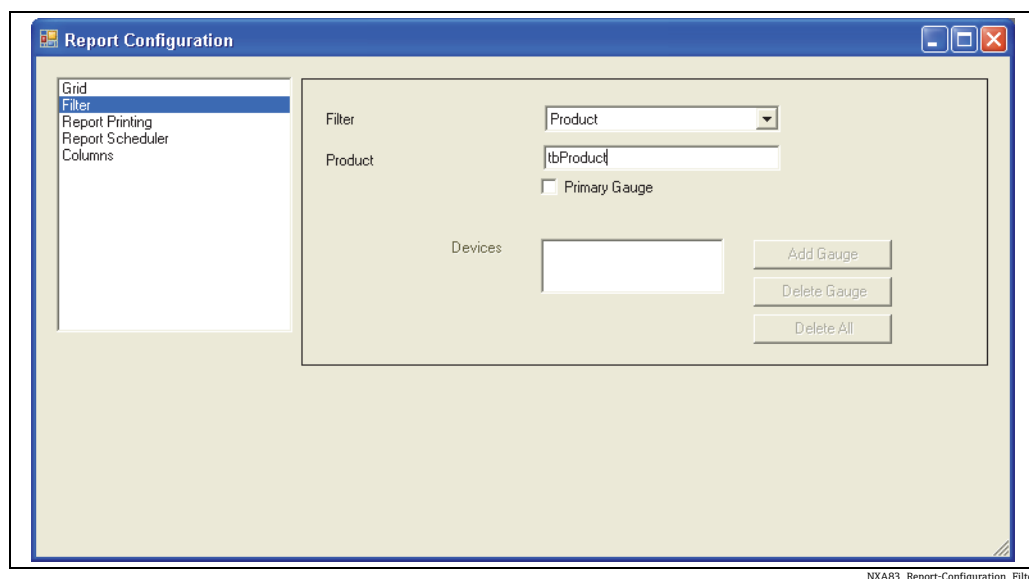 Report Configuration
Grid
Filter
Report Printing
Report Scheduler
Columns
Filter
Product
Product
tbProduct
Primary Gauge
Devices
Add Gauge
Delete Gauge
Delete All
NXA83_Report-Configuration_Filte